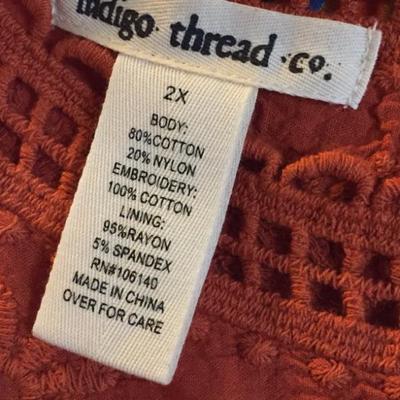 indigo thread co.
2X
BODY:
80%COTTON
20% NYLON
EMBROIDERY:
100% COTTON
LINING:
95%RAYON
5% SPANDEX
RN#106140
MADE IN CHINA
OVER FOR CARE